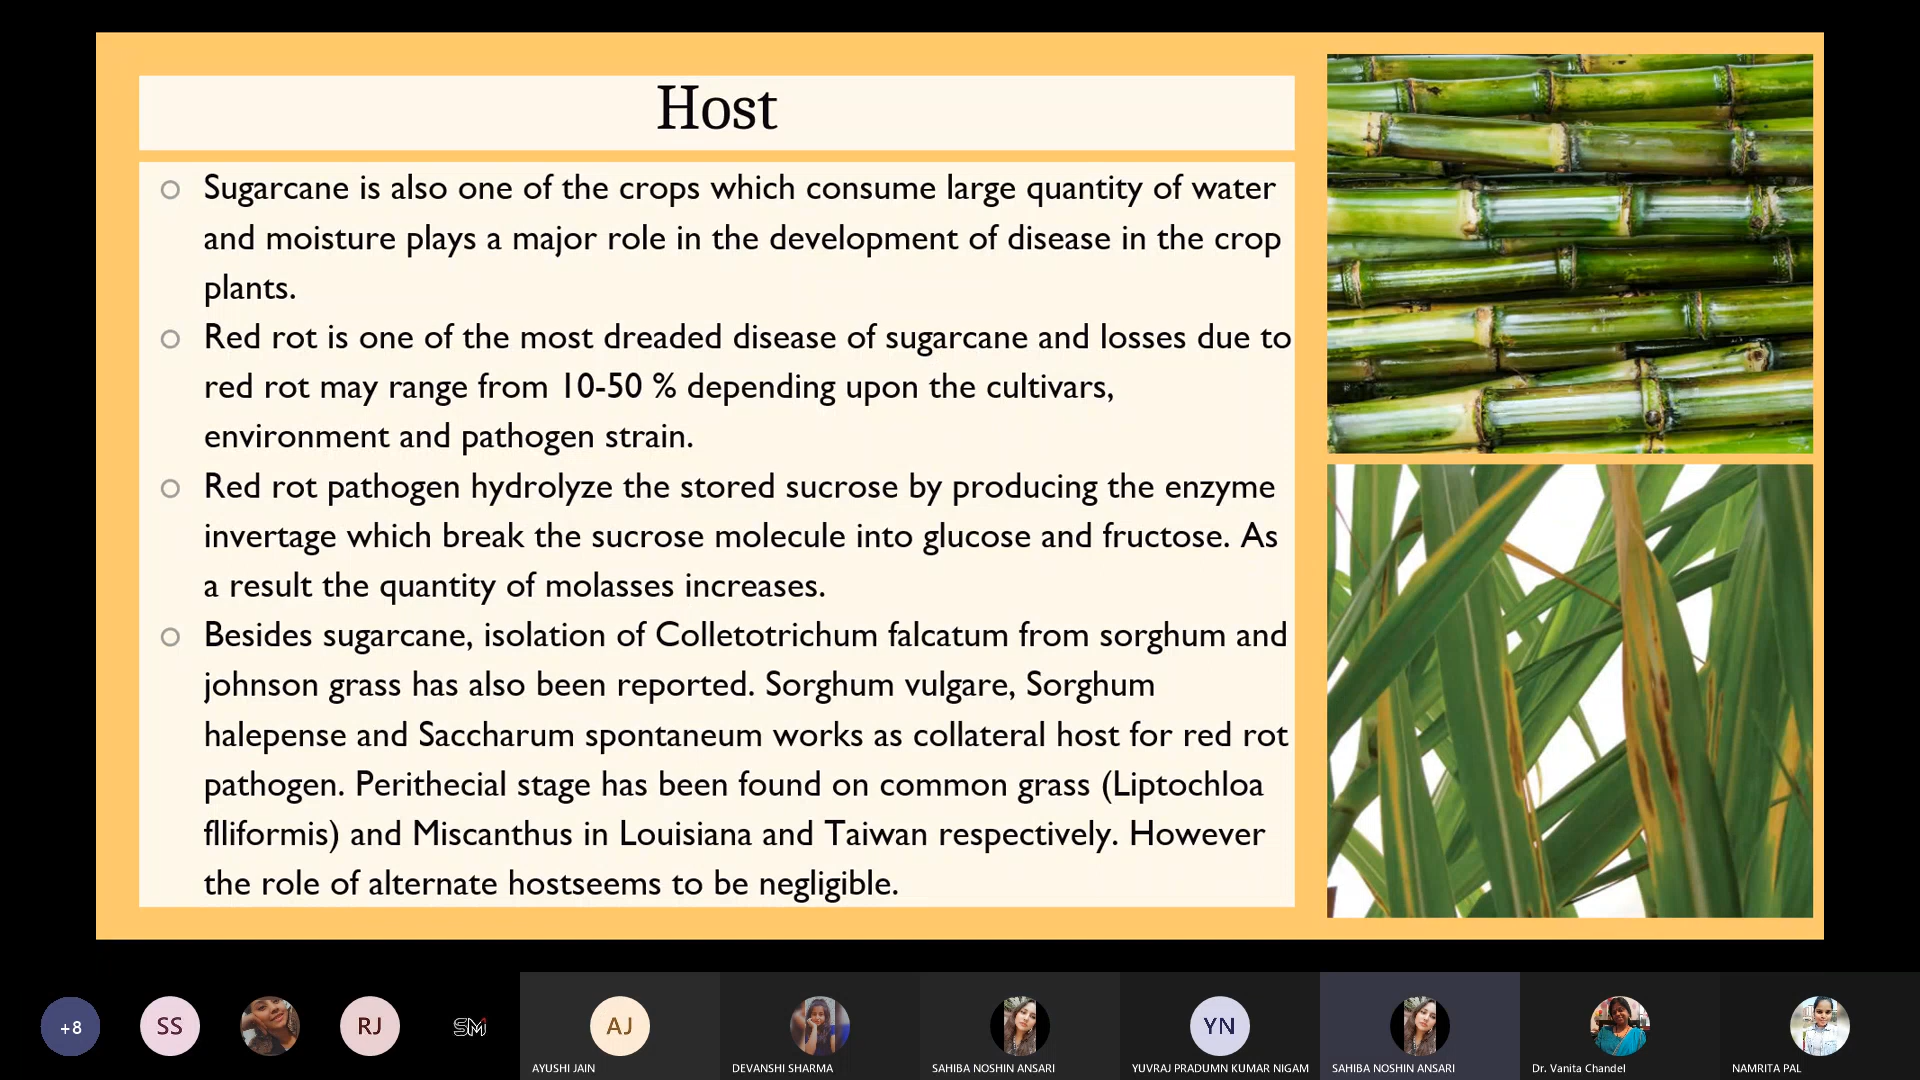 Host
Sugarcane is also one of the crops which consume large quantity of water
and moisture plays a major role in the development of disease in the crop
plants.
Red rot is one of the most dreaded disease of sugarcane and losses due to
red rot may range from 10-50 % depending upon the cultivars,
environment and pathogen strain.
Red rot pathogen hydrolyze the stored sucrose by producing the enzyme
invertage which break the sucrose molecule into glucose and fructose. As
a result the quantity of molasses increases.
Besides sugarcane, isolation of Colletotrichum falcatum from sorghum and
johnson grass has also been reported. Sorghum vulgare, Sorghum
halepense and Saccharum spontaneum works as collateral host for red rot
pathogen. Perithecial stage has been found on common grass (Liptochloa
flliformis) and Miscanthus in Louisiana and Taiwan respectively. However
the role of alternate hostseems to be negligible.
+8
SS
RJ
SM
AJ
YN
AYUSHI JAIN
DEVANSHI SHARMA
SAHIBA NOSHIN ANSARI
YUVRAJ PRADUMN KUMAR NIGAM
SAHIBA NOSHIN ANSARI
Dr. Vanita Chandel
NAMRITA PAL